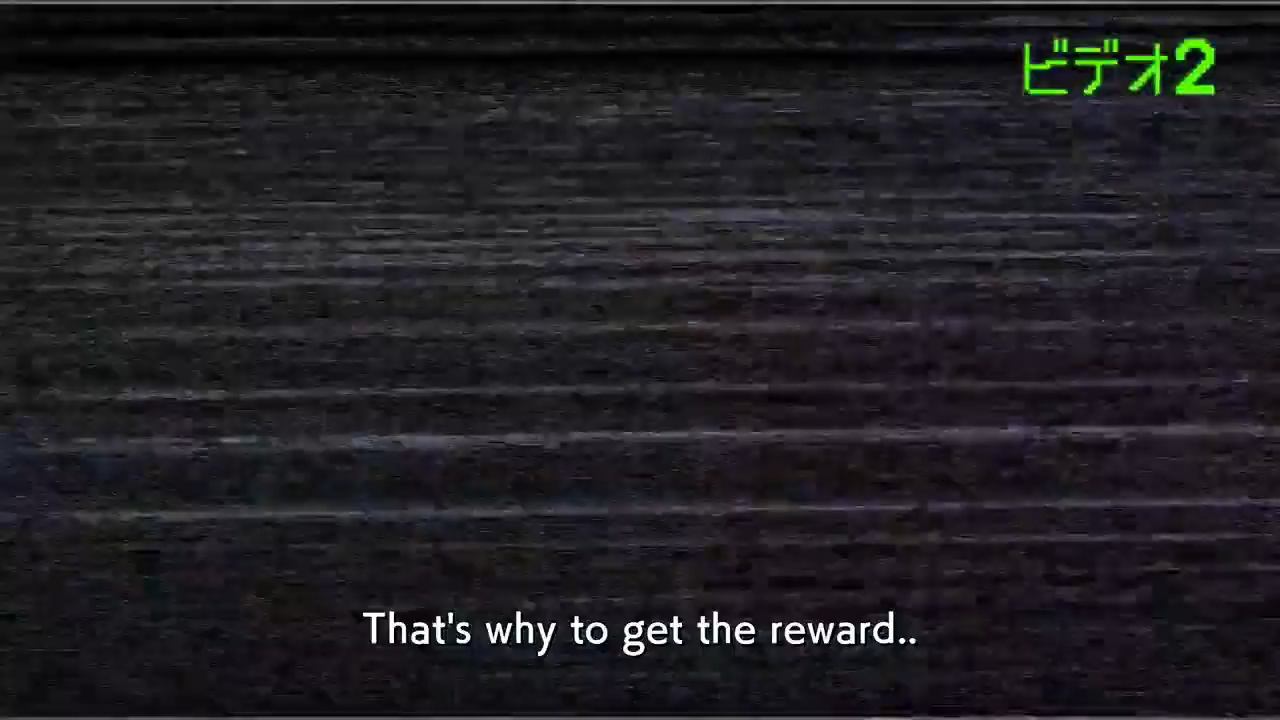 ビデオ2
That's why to get the reward..